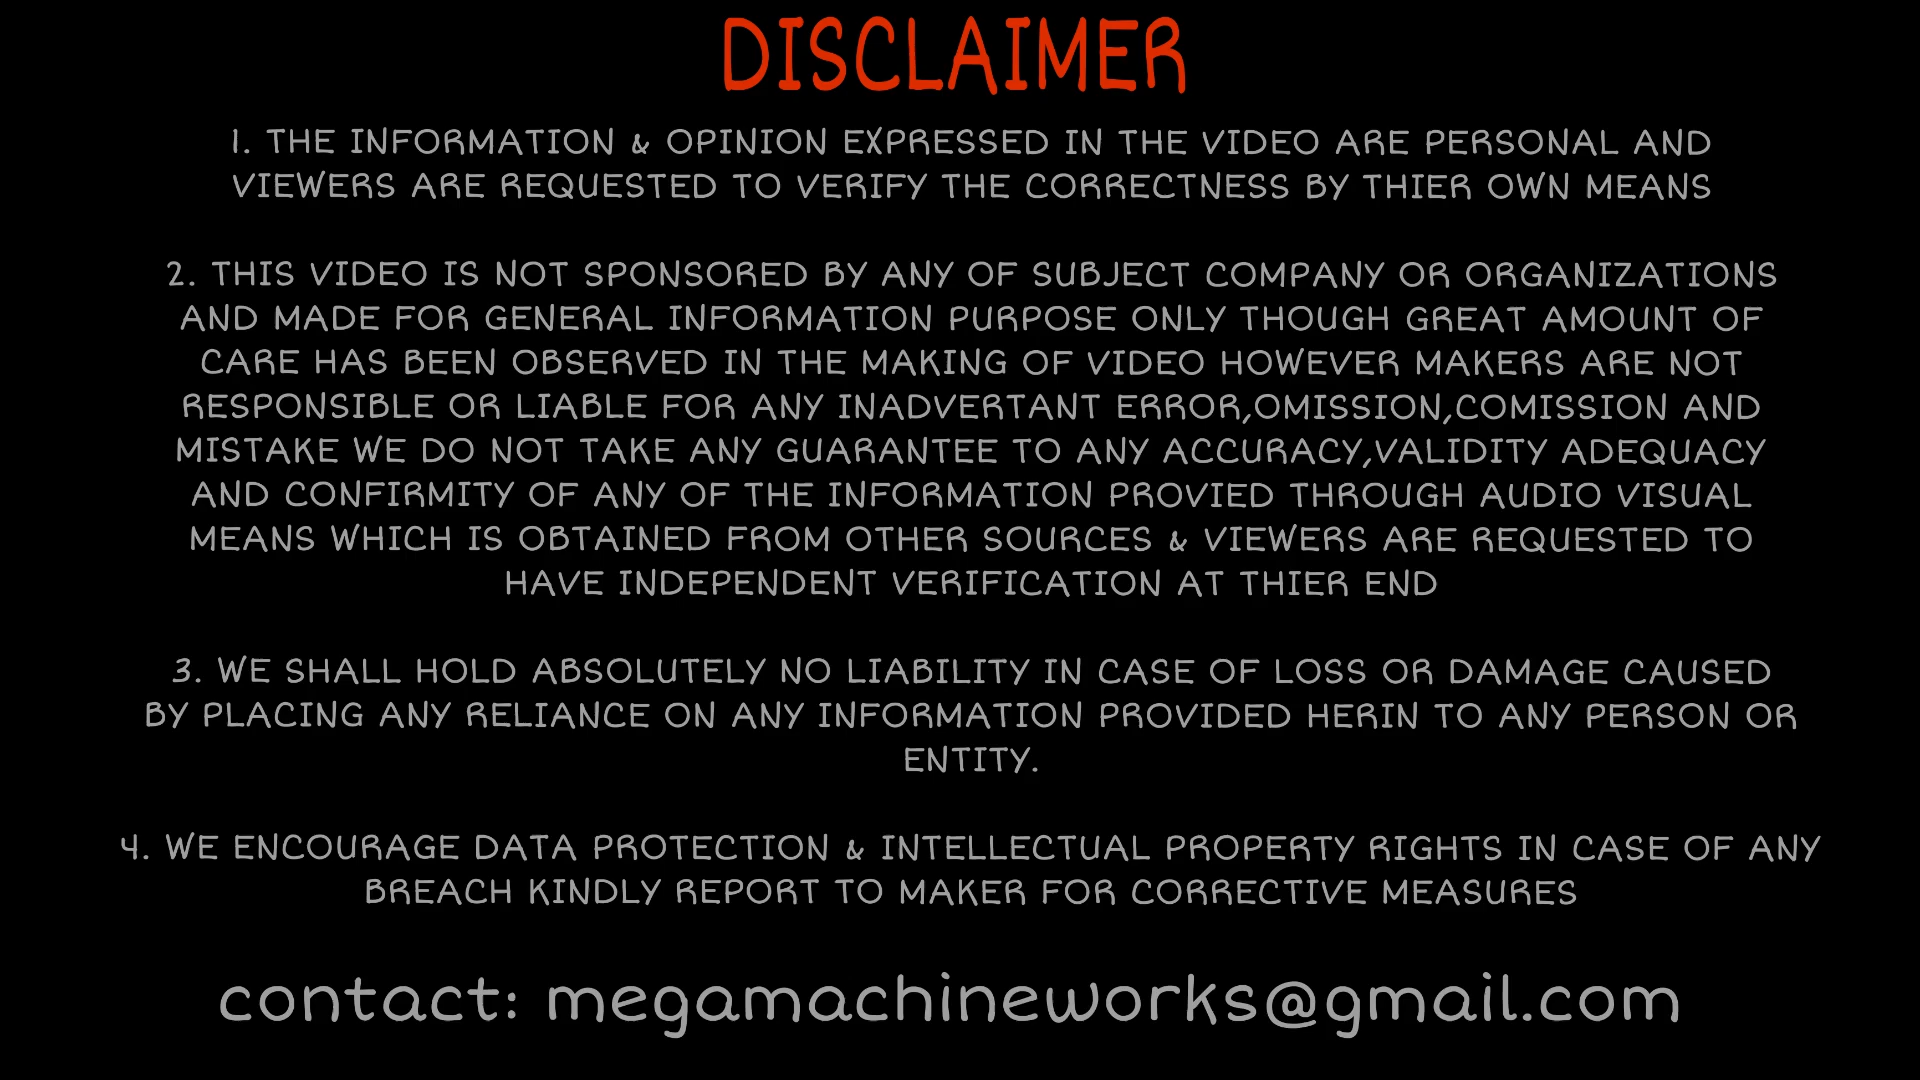 DISCLAIMER
1. THE INFORMATION & OPINION EXPRESSED IN THE VIDEO ARE PERSONAL AND
VIEWERS ARE REQUESTED TO VERIFY THE CORRECTNESS BY THIER OWN MEANS
2. THIS VIDEO IS NOT SPONSORED BY ANY OF SUBJECT COMPANY OR ORGANIZATIONS
AND MADE FOR GENERAL INFORMATION PURPOSE ONLY THOUGH GREAT AMOUNT OF
CARE HAS BEEN OBSERVED IN THE MAKING OF VIDEO HOWEVER MAKERS ARE NOT
RESPONSIBLE OR LIABLE FOR ANY INADVERTANT ERROR,OMISSION,COMISSION AND
MISTAKE WE DO NOT TAKE ANY GUARANTEE TO ANY ACCURACY,VALIDITY ADEQUACY
AND CONFIRMITY OF ANY OF THE INFORMATION PROVIED THROUGH AUDIO VISUAL
MEANS WHICH IS OBTAINED FROM OTHER SOURCES & VIEWERS ARE REQUESTED TO
HAVE INDEPENDENT VERIFICATION AT THIER END
3. WE SHALL HOLD ABSOLUTELY NO LIABILITY IN CASE OF LOSS OR DAMAGE CAUSED
BY PLACING ANY RELIANCE ON ANY INFORMATION PROVIDED HERIN TO ANY PERSON OR
ENTITY.
4. WE ENCOURAGE DATA PROTECTION & INTELLECTUAL PROPERTY RIGHTS IN CASE OF ANY
BREACH KINDLY REPORT TO MAKER FOR CORRECTIVE MEASURES
contact: megamachineworks@gmail.com